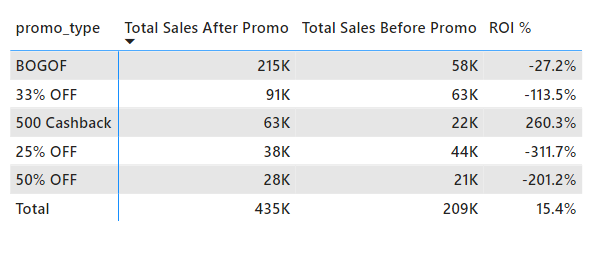 promo_type Total Sales After Promo Total Sales Before Promo ROI %
BOGOF 215K 58K -27.2%
33% OFF 91K 63K -113.5%
500 Cashback 63K 22K 260.3%
25% OFF 38K 44K -311.7%
50% OFF 28K 21K -201.2%
Total 435K 209K 15.4%